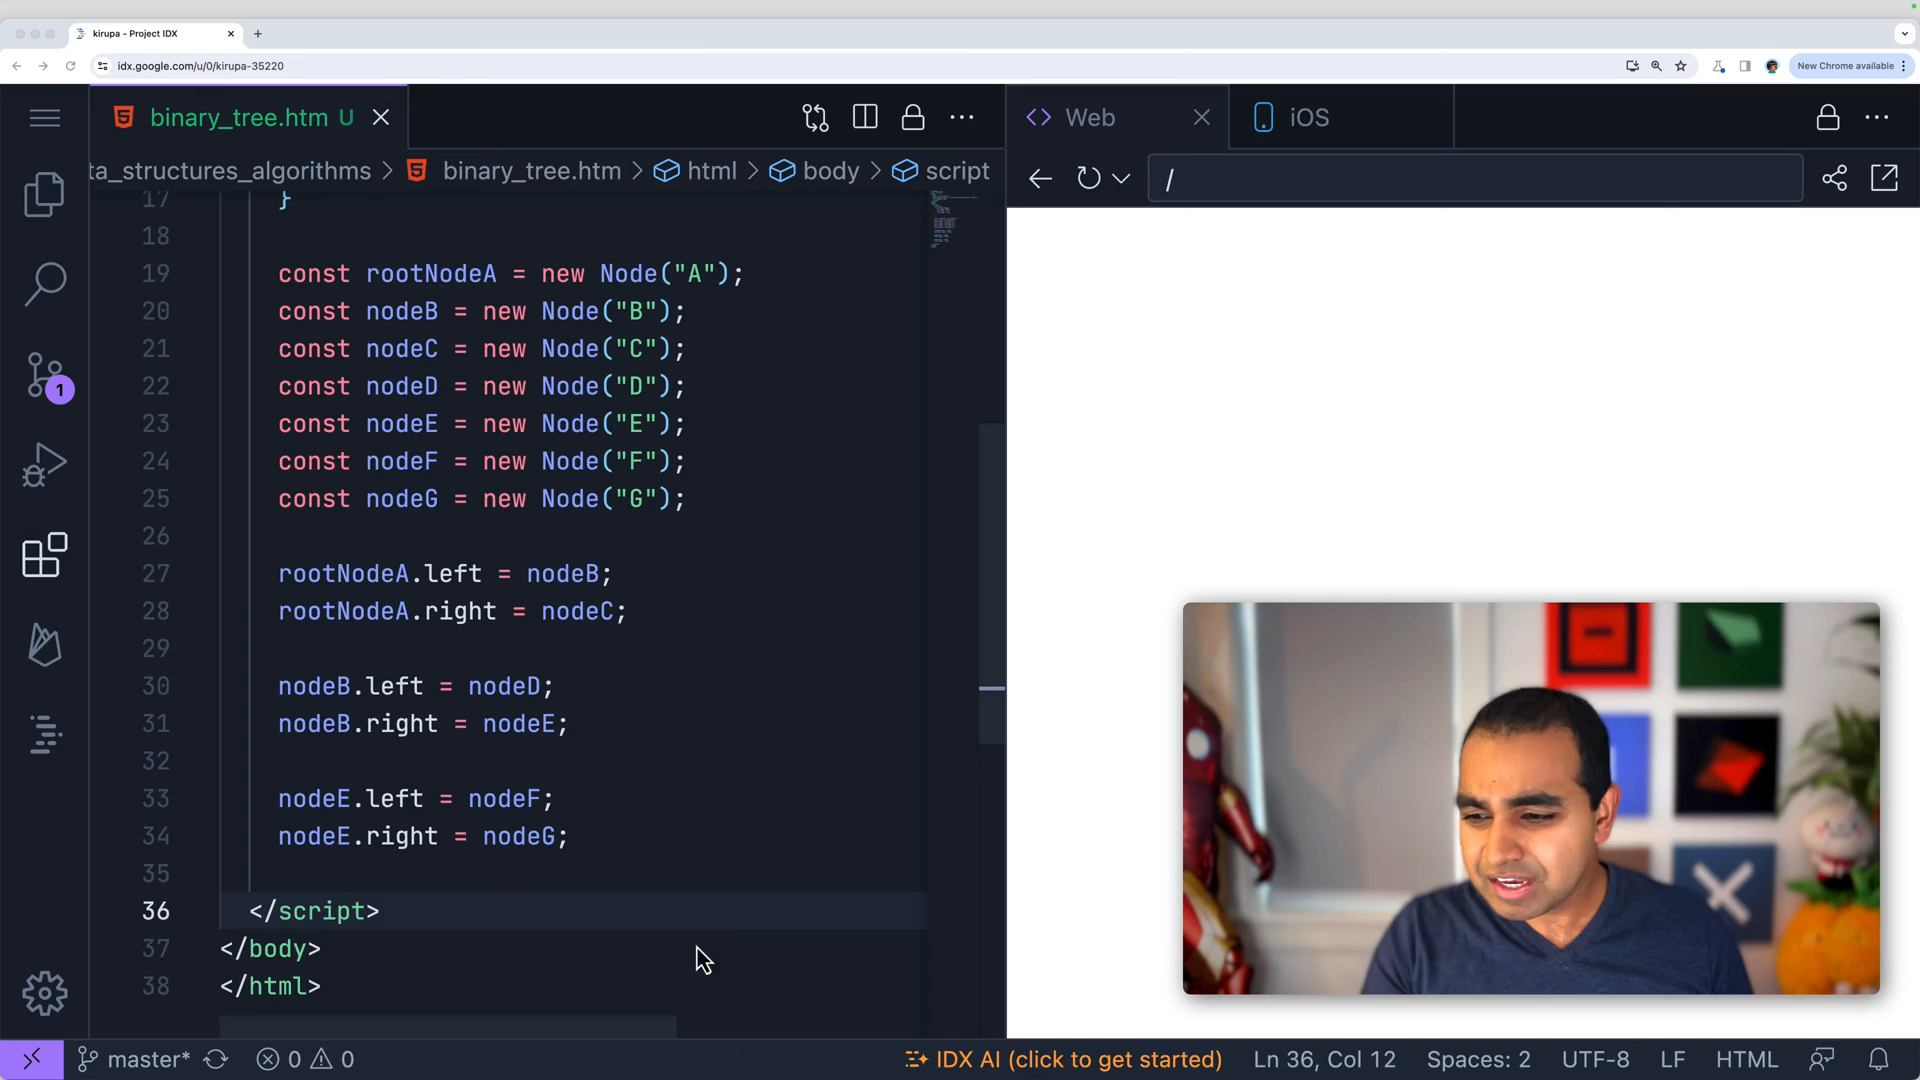 kirupa - Project IDX
idx.google.com/u/0/kirupa-35220
New Chrome available
binary_tree.htm U
Web
iOS
ta_structures_algorithms > binary_tree.htm > html > body > script
/
17 }
18
19 const rootNodeA = new Node("A");
20 const nodeB = new Node("B");
21 const nodeC = new Node("C");
22 const nodeD = new Node("D");
23 const nodeE = new Node("E");
24 const nodeF = new Node("F");
25 const nodeG = new Node("G");
26
27 rootNodeA.left = nodeB;
28 rootNodeA.right = nodeC;
29
30 nodeB.left = nodeD;
31 nodeB.right = nodeE;
32
33 nodeE.left = nodeF;
34 nodeE.right = nodeG;
35
36 </script>
37 </body>
38 </html>
1
master* 0 0 IDX AI (click to get started) Ln 36, Col 12 Spaces: 2 UTF-8 LF HTML